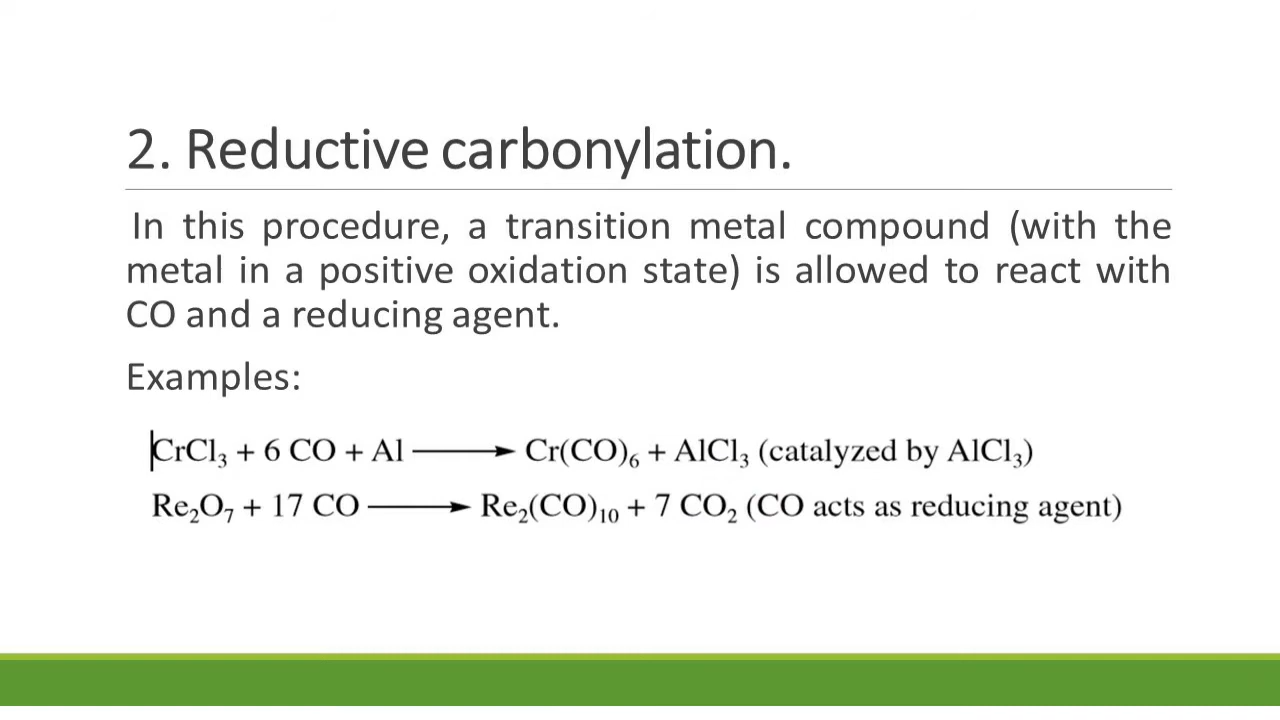 2. Reductive carbonylation.
In this procedure, a transition metal compound (with the
metal in a positive oxidation state) is allowed to react with
CO and a reducing agent.
Examples:
CrCl₃ + 6 CO + Al ⟶ Cr(CO)₆ + AlCl₃ (catalyzed by AlCl₃)
Re₂O₇ + 17 CO ⟶ Re₂(CO)₁₀ + 7 CO₂ (CO acts as reducing agent)